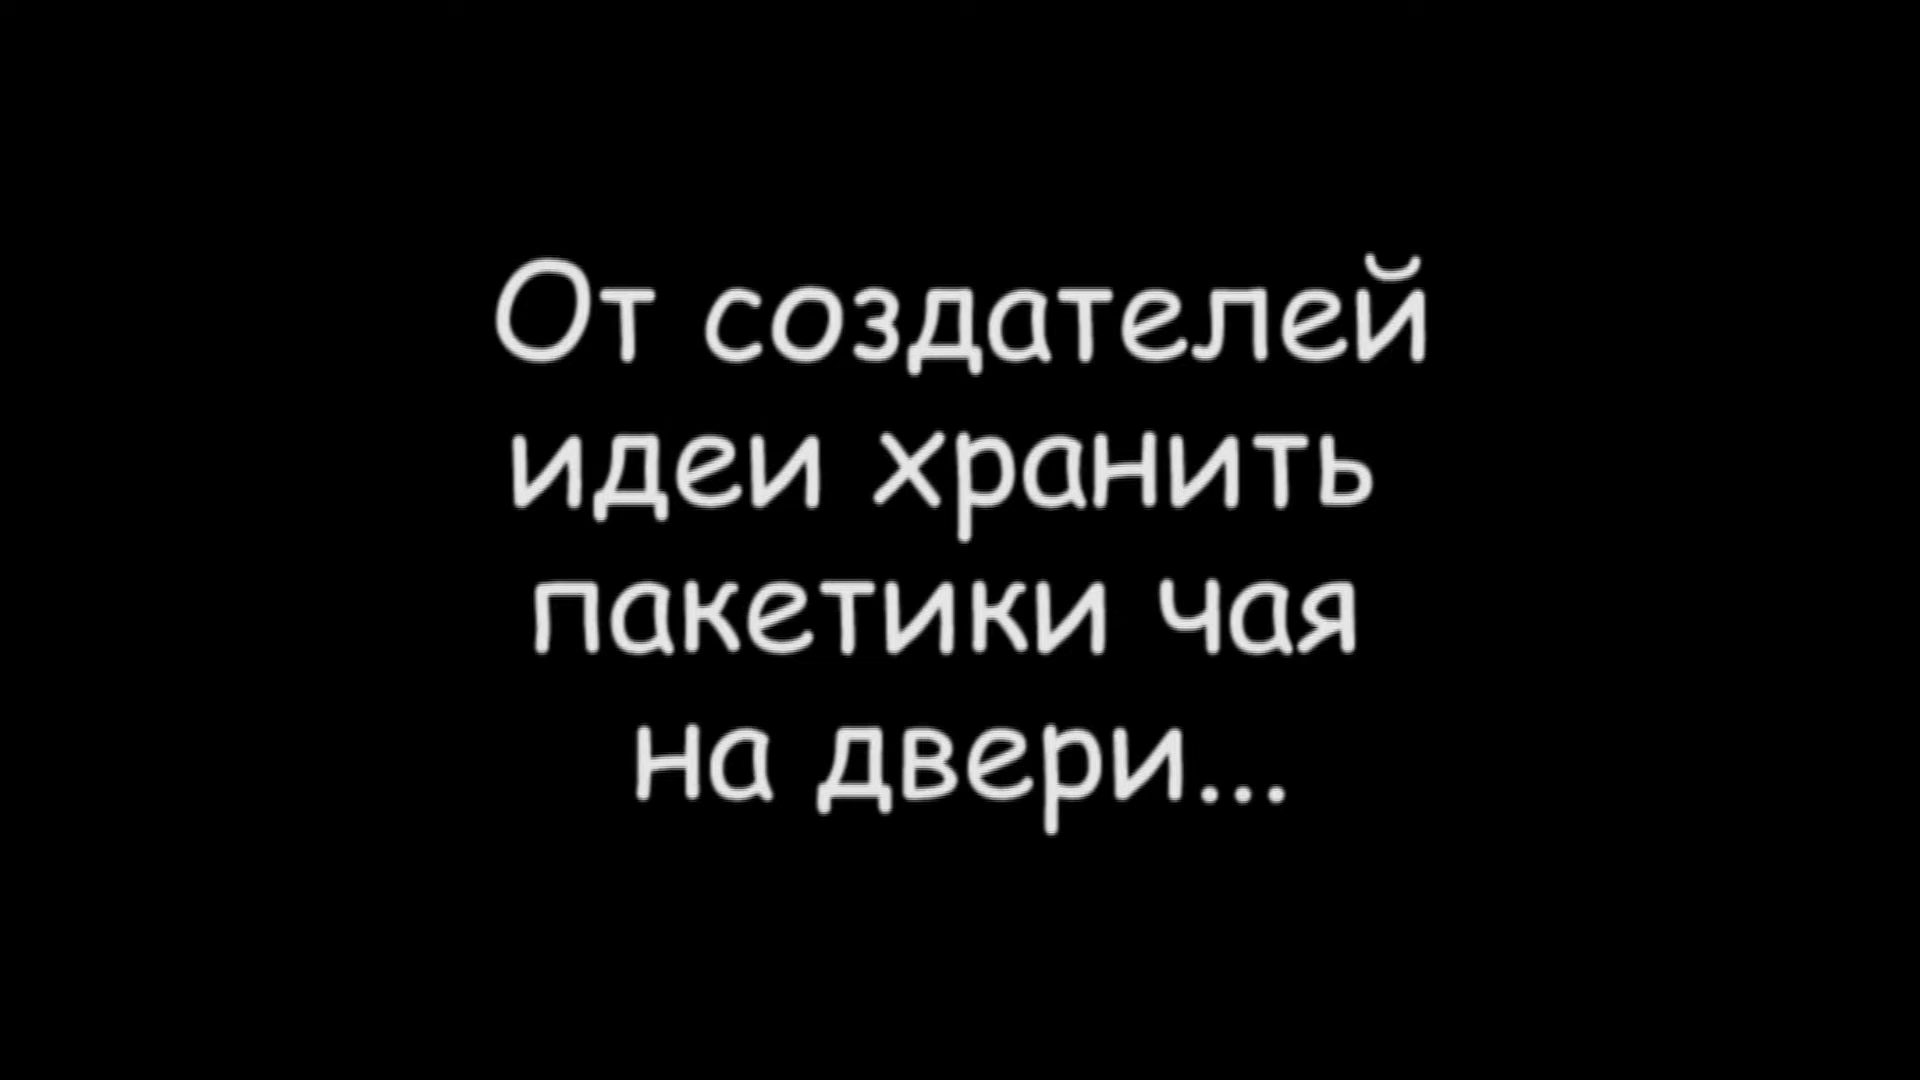 От создателей
идеи хранить
пакетики чая
на двери...